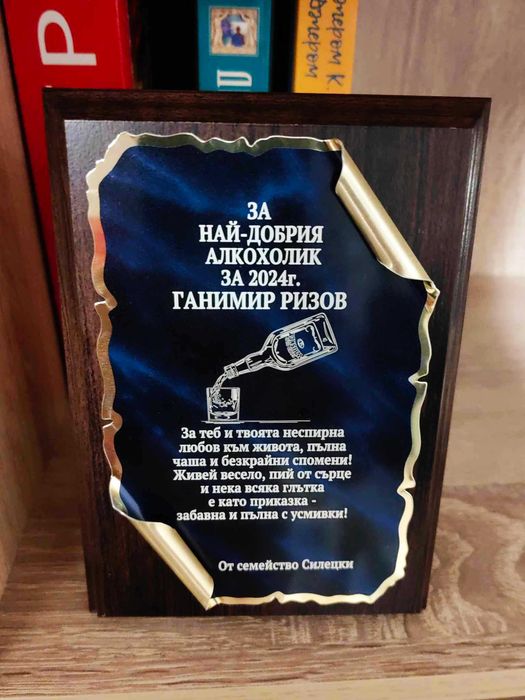 Р
ЗА
НАЙ-ДОБРИЯ
АЛКОХОЛИК
ЗА 2024г.
ГАНИМИР РИЗОВ
За теб и твоята неспирна
любов към живота, пълна
чаша и безкрайни спомени!
Живей весело, пий от сърце
и нека всяка глътка
е като приказка -
забавна и пълна с усмивки!
От семейство Силецки